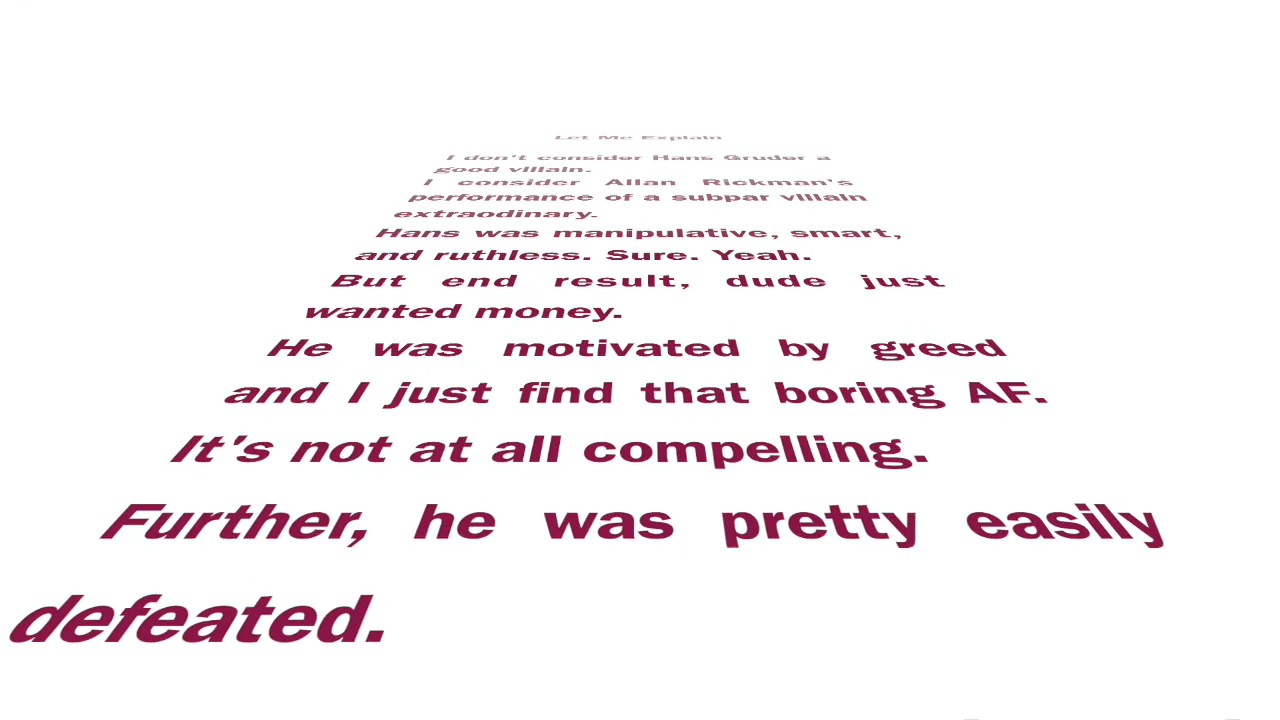 Let Me Explain
I don't consider Hans Gruder a
good villain.
I consider Allan Rickman's
performance of a subpar villain
extraodinary.
Hans was manipulative, smart,
and ruthless. Sure. Yeah.
But end result, dude just
wanted money.
He was motivated by greed
and I just find that boring AF.
It's not at all compelling.
Further, he was pretty easily
defeated.